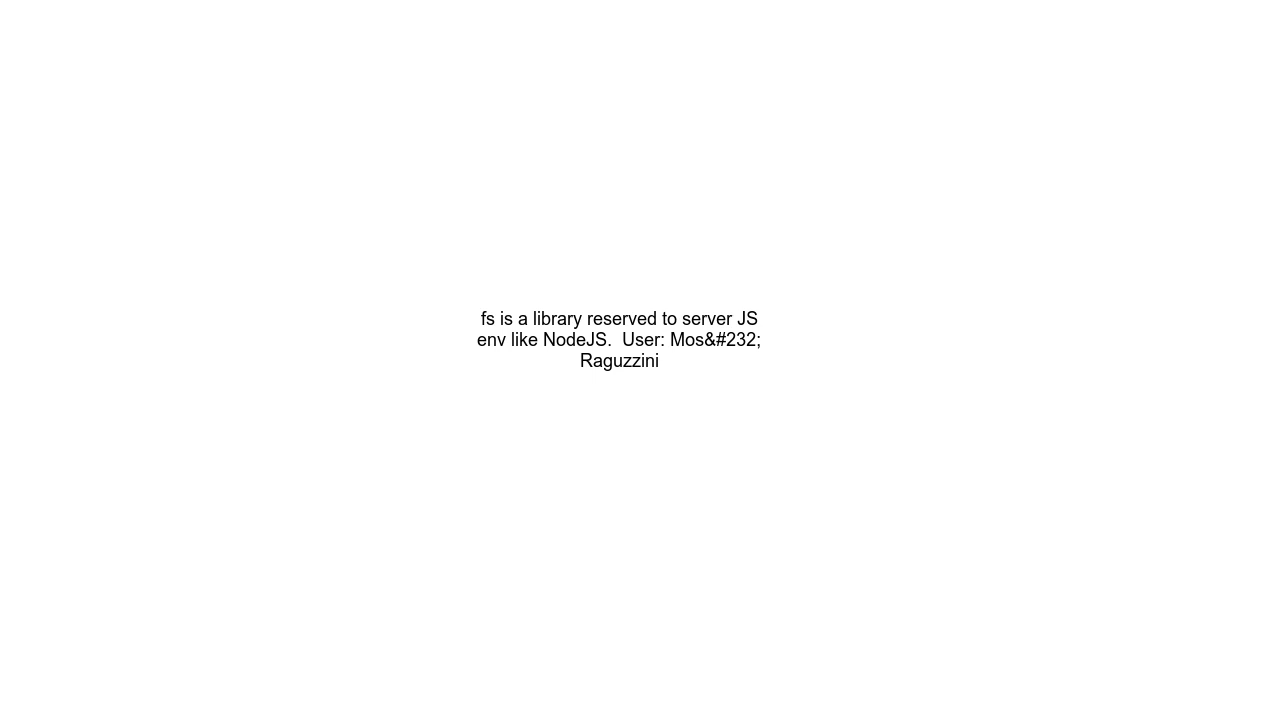 fs is a library reserved to server JS
env like NodeJS.  User: Mos&#232;
Raguzzini